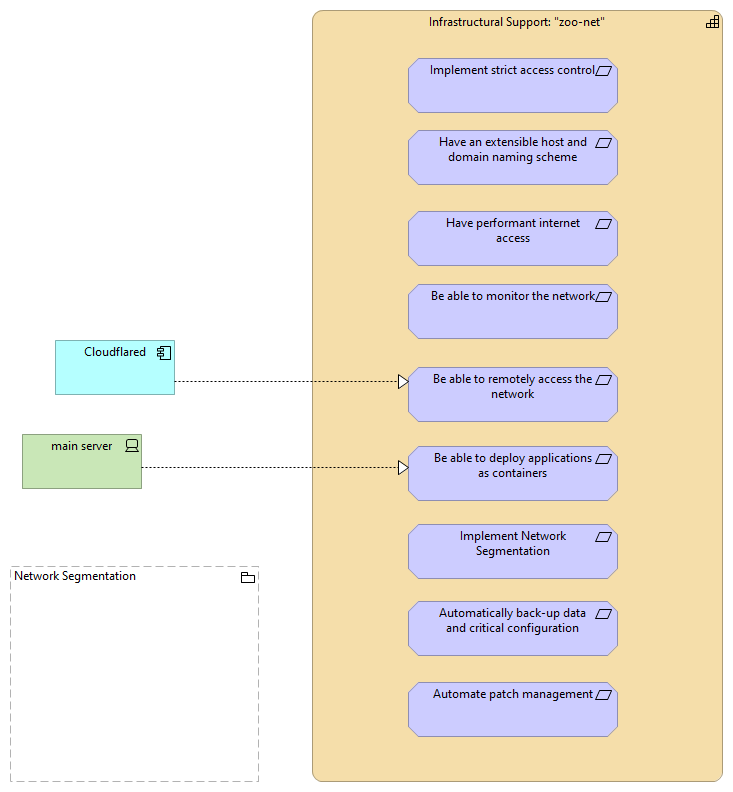 Infrastructural Support: "zoo-net"
Implement strict access control
Have an extensible host and
domain naming scheme
Have performant internet
access
Be able to monitor the network
Cloudflared
Be able to remotely access the
network
main server
Be able to deploy applications
as containers
Implement Network
Segmentation
Network Segmentation
Automatically back-up data
and critical configuration
Automate patch management